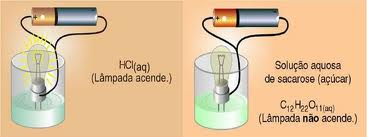 HCl(aq)
(Lâmpada acende.)
Solução aquosa
de sacarose (açúcar)
C₁₂H₂₂O₁₁(aq)
(Lâmpada não acende.)